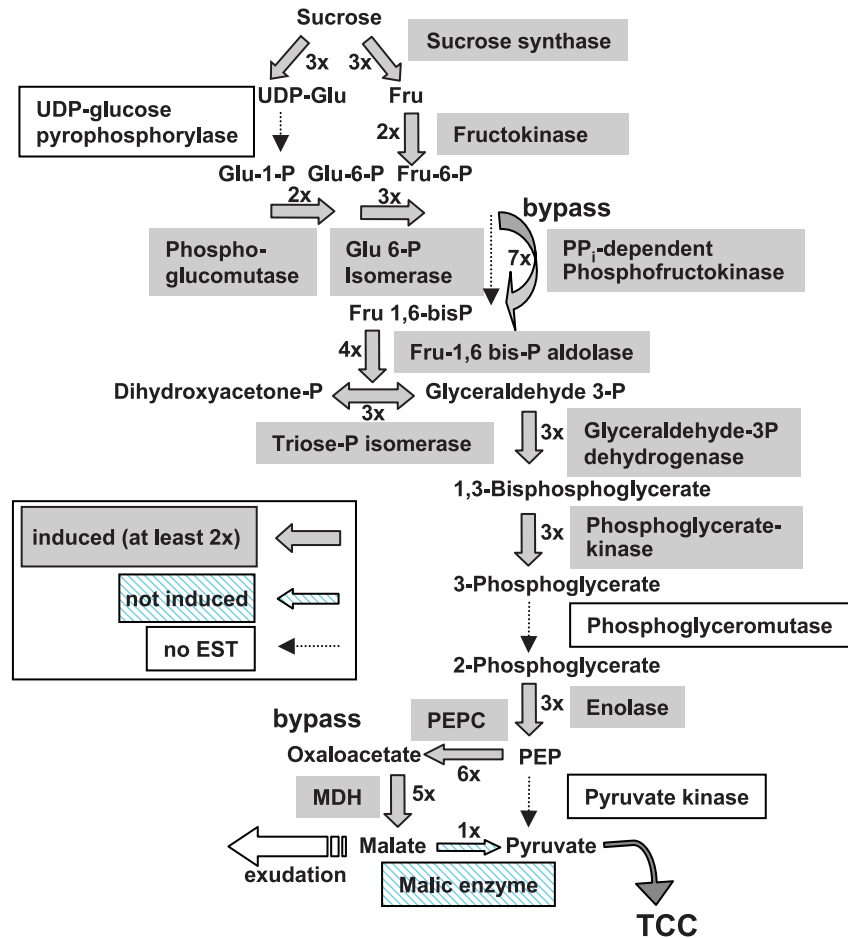 Sucrose
Sucrose synthase
3x
3x
UDP-glucose
pyrophosphorylase
UDP-Glu
Fru
2x
Fructokinase
Glu-1-P
Glu-6-P
Fru-6-P
2x
3x
bypass
Phospho-
glucomutase
Glu 6-P
Isomerase
7x
PPi-dependent
Phosphofructokinase
Fru 1,6-bisP
4x
Fru-1,6 bis-P aldolase
Dihydroxyacetone-P
Glyceraldehyde 3-P
3x
Triose-P isomerase
3x
Glyceraldehyde-3P
dehydrogenase
1,3-Bisphosphoglycerate
induced (at least 2x)
not induced
no EST
3x
Phosphoglycerate-
kinase
3-Phosphoglycerate
Phosphoglyceromutase
2-Phosphoglycerate
3x
Enolase
bypass
PEPC
Oxaloacetate
6x
PEP
MDH
5x
Pyruvate kinase
exudation
Malate
1x
Pyruvate
Malic enzyme
TCC